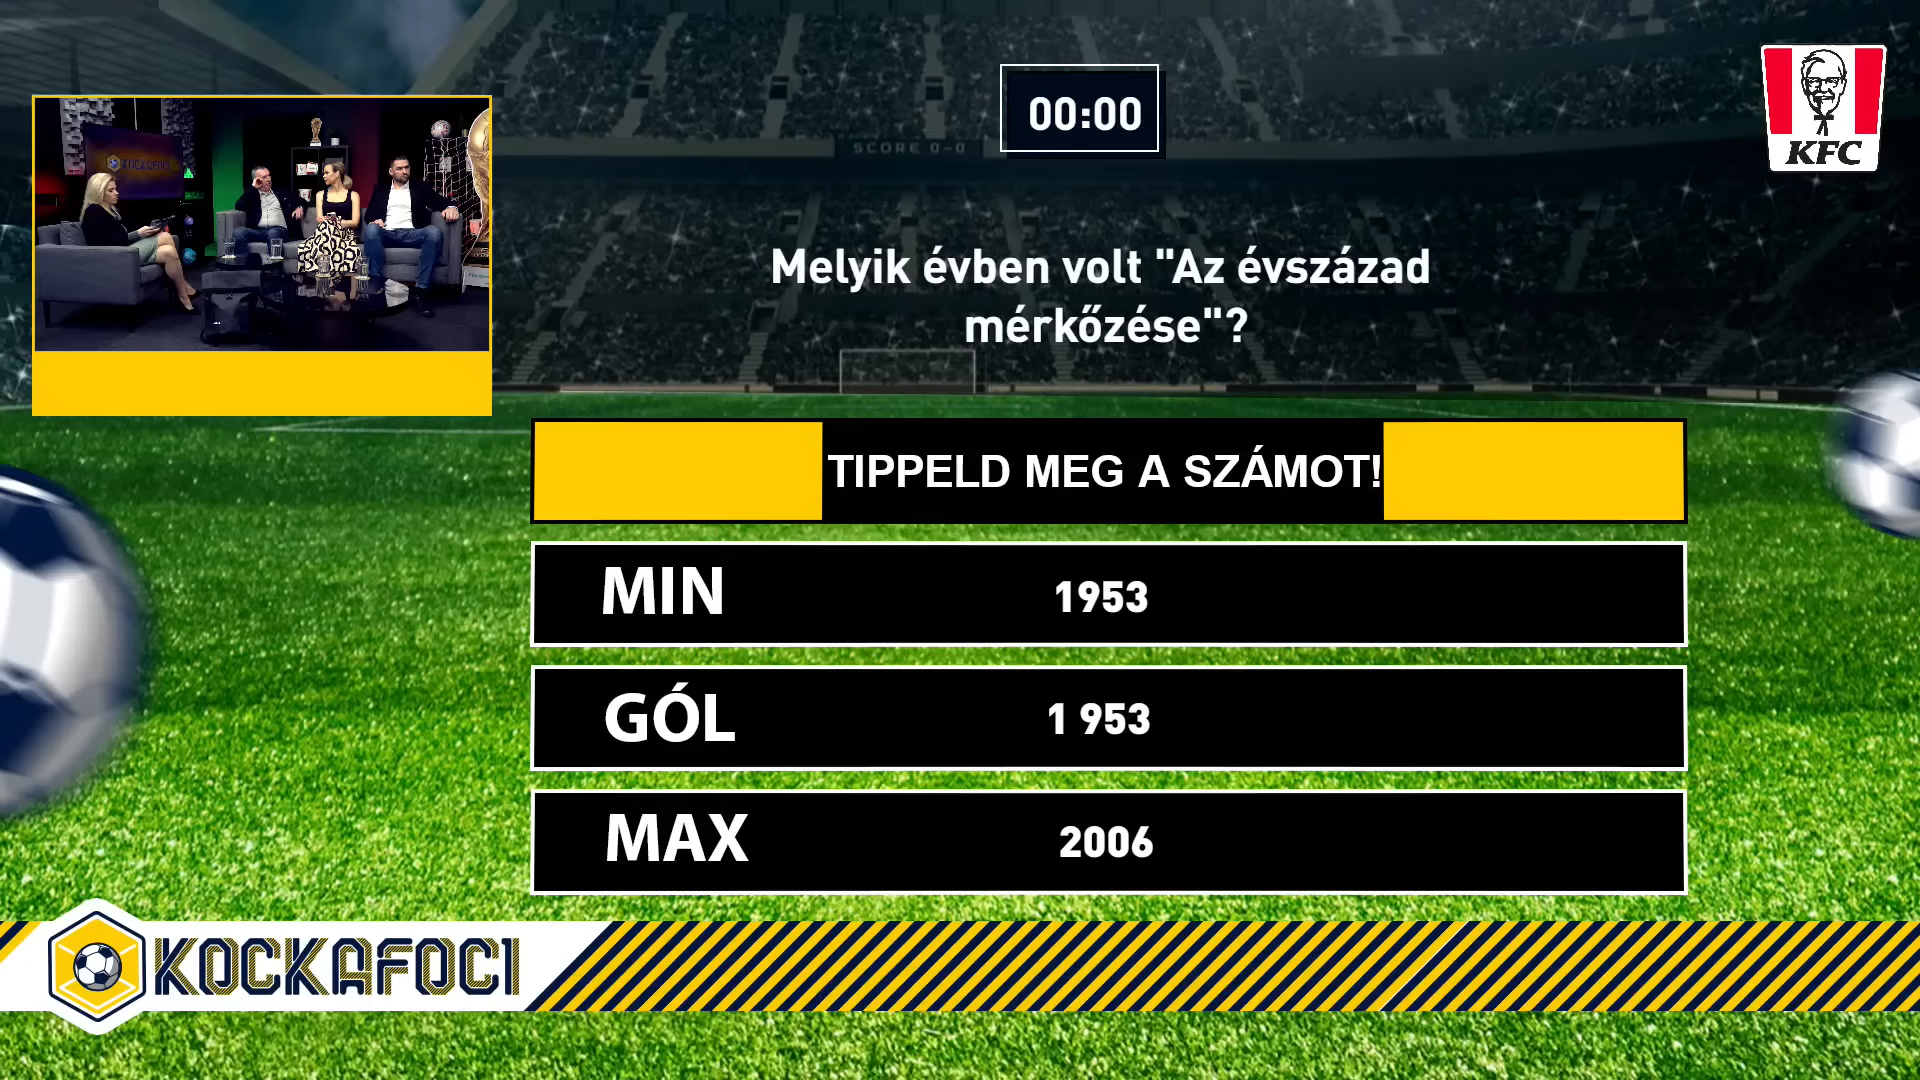 00:00
KFC
SCORE 0-0
KOCKAFOCI
Melyik évben volt "Az évszázad
mérkőzése"?
TIPPELD MEG A SZÁMOT!
MIN 1953
GÓL 1 953
MAX 2006
KOCKAFOCI